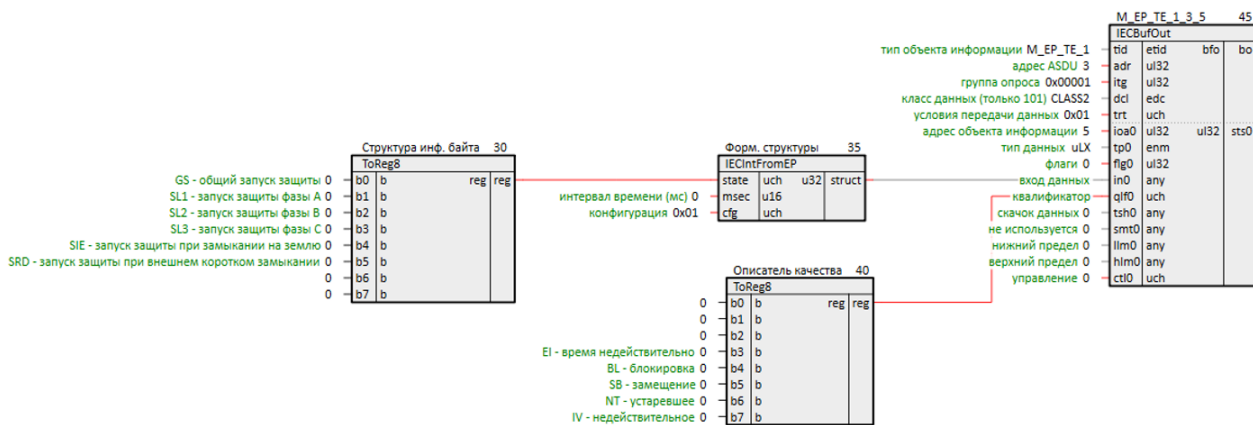 M_EP_TE_1_3_5 45
IECBufOut
тип объекта информации M_EP_TE_1 tid etid bfo bo
адрес ASDU 3 adr ul32
группа опроса 0x00001 itg ul32
класс данных (только 101) CLASS2 dcl edc
условия передачи данных 0x01 trt uch
адрес объекта информации 5 ioa0 ul32 ul32 sts0
тип данных uLX tp0 enm
флаги 0 flg0 ul32
вход данных in0 any
квалификатор qlf0 uch
скачок данных 0 tsh0 any
не используется 0 smt0 any
нижний предел 0 llm0 any
верхний предел 0 hlm0 any
управление 0 ctl0 uch
Структура инф. байта 30
ToReg8
GS - общий запуск защиты 0 b0 b reg reg
SL1 - запуск защиты фазы A 0 b1 b
SL2 - запуск защиты фазы B 0 b2 b
SL3 - запуск защиты фазы C 0 b3 b
SIE - запуск защиты при замыкании на землю 0 b4 b
SRD - запуск защиты при внешнем коротком замыкании 0 b5 b
0 b6 b
0 b7 b
Форм. структуры 35
IECIntFromEP
state uch u32 struct
интервал времени (мс) 0 msec u16
конфигурация 0x01 cfg uch
Описатель качества 40
ToReg8
0 b0 b reg reg
0 b1 b
0 b2 b
EI - время недействительно 0 b3 b
BL - блокировка 0 b4 b
SB - замещение 0 b5 b
NT - устаревшее 0 b6 b
IV - недействительное 0 b7 b